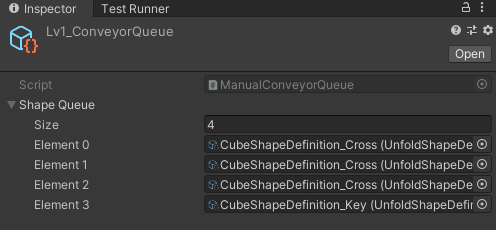 Inspector Test Runner
Lv1_ConveyorQueue
Open
Script ManualConveyorQueue
Shape Queue
Size 4
Element 0 CubeShapeDefinition_Cross (UnfoldShapeDe
Element 1 CubeShapeDefinition_Cross (UnfoldShapeDe
Element 2 CubeShapeDefinition_Cross (UnfoldShapeDe
Element 3 CubeShapeDefinition_Key (UnfoldShapeDefin